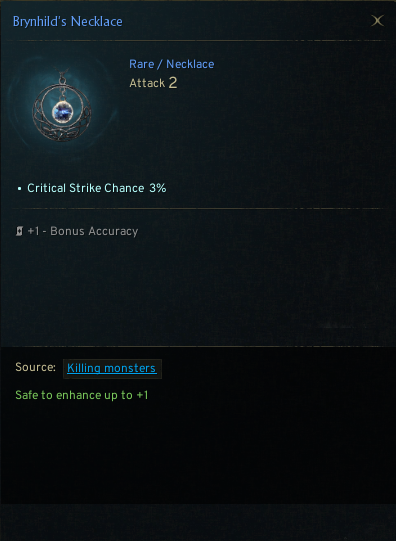 Brynhild's Necklace
Rare / Necklace
Attack 2
• Critical Strike Chance 3%
+1 - Bonus Accuracy
Source: Killing monsters
Safe to enhance up to +1